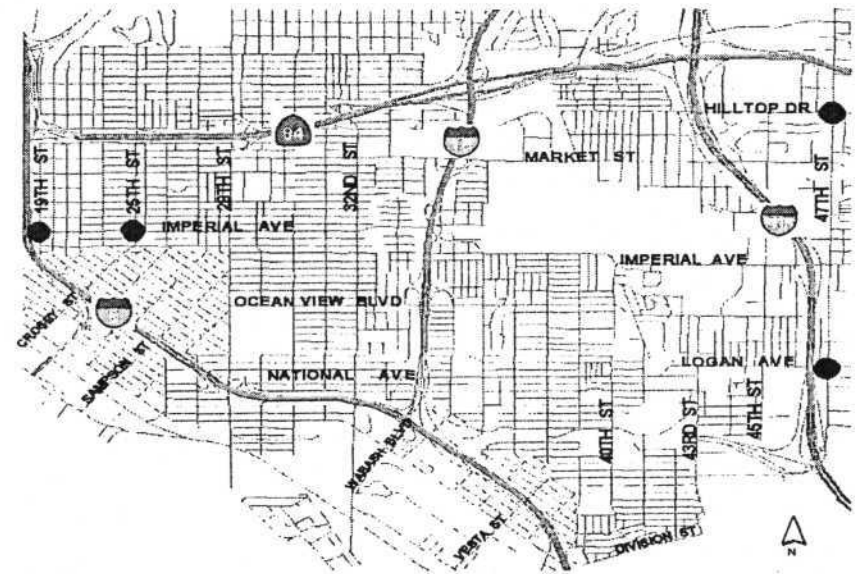 HILLTOP DR.
94
MARKET ST
19TH ST
25TH ST
28TH ST
32ND ST
47TH ST
IMPERIAL AVE
IMPERIAL AVE
OCEAN VIEW BLVD
CROSBY ST
SAMPSON ST
NATIONAL AVE
LOGAN AVE
40TH ST
43RD ST
45TH ST
WABASH BLVD
VESTA ST
DIVISION ST
N